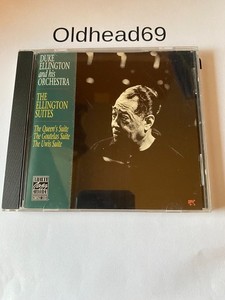 Oldhead69
DUKE
ELLINGTON
and his
ORCHESTRA
THE
ELLINGTON
SUITES
The Queen's Suite
The Goutelas Suite
The Uwis Suite